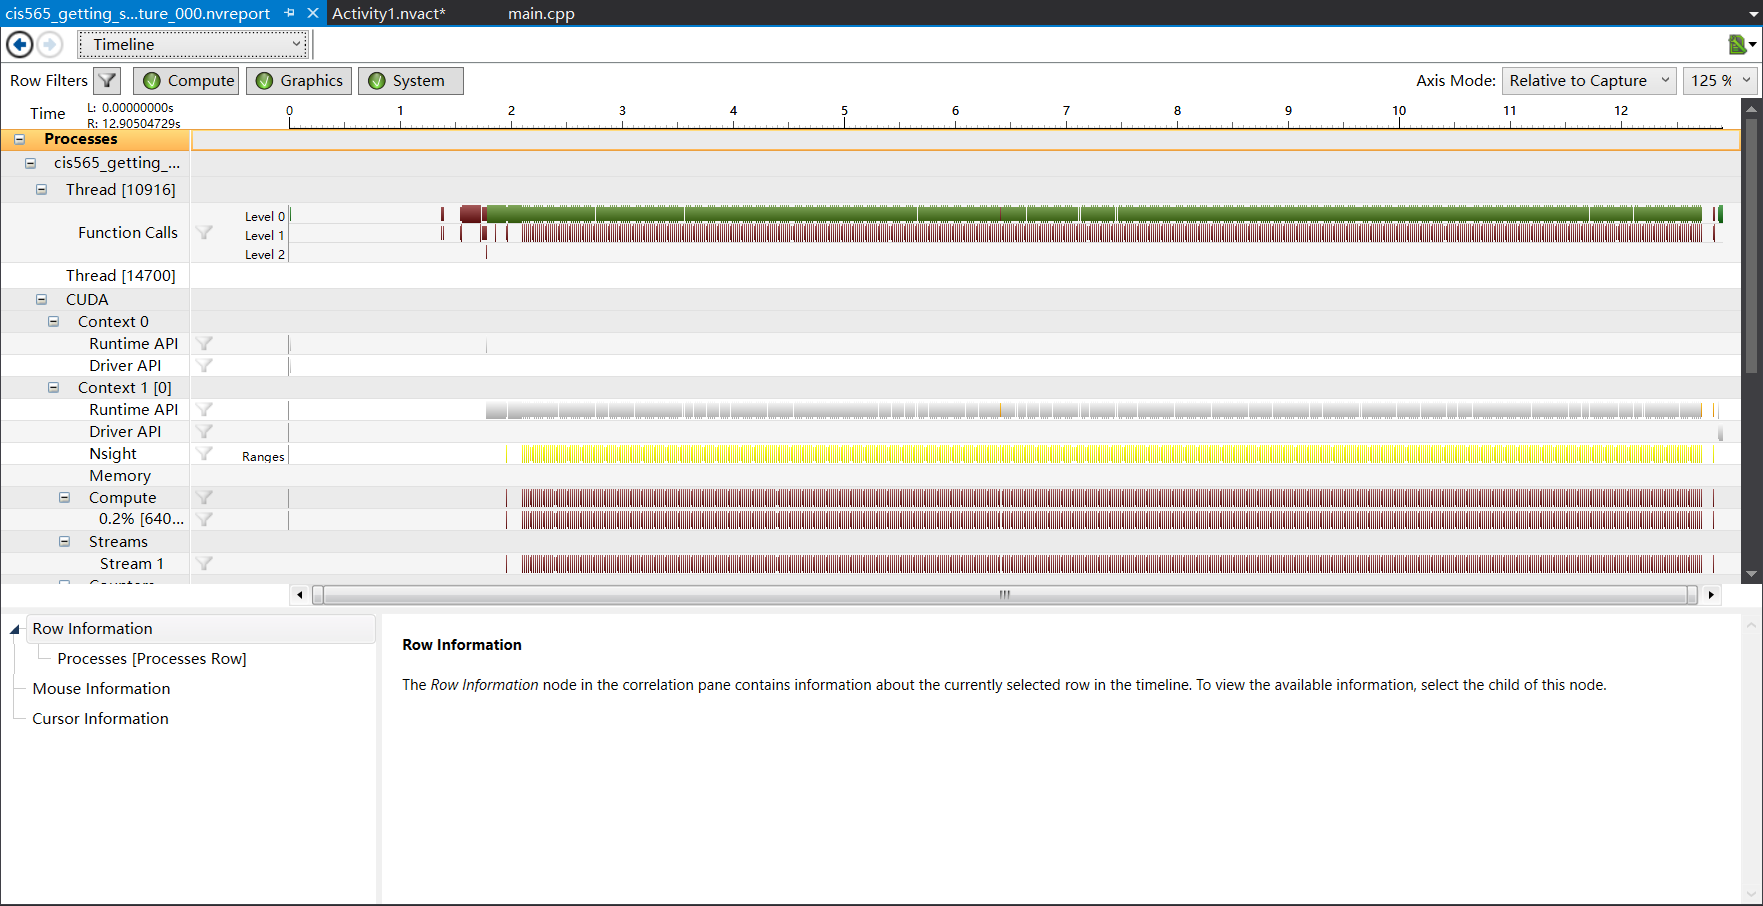 cis565_getting_s...ture_000.nvreport Activity1.nvact* main.cpp
Timeline
Row Filters Compute Graphics System Axis Mode: Relative to Capture 125 %
Time L: 0.00000000s 0 1 2 3 4 5 6 7 8 9 10 11 12
R: 12.90504729s
Processes
cis565_getting_...
Thread [10916]
Level 0
Function Calls Level 1
Level 2
Thread [14700]
CUDA
Context 0
Runtime API
Driver API
Context 1 [0]
Runtime API
Driver API
Nsight Ranges
Memory
Compute
0.2% [640...
Streams
Stream 1
Row Information
Processes [Processes Row]
Mouse Information
Cursor Information
Row Information
The Row Information node in the correlation pane contains information about the currently selected row in the timeline. To view the available information, select the child of this node.